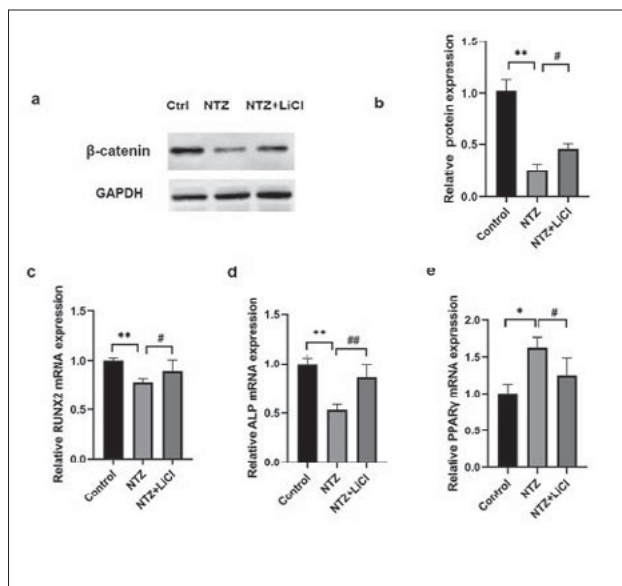 a
Ctrl NTZ NTZ+LiCl
β-catenin
GAPDH
b
Relative protein expression
1.5
1.0
0.5
0.0
** #
Control
NTZ
NTZ+LiCl
c
Relative RUNX2 mRNA expression
1.5
1.0
0.5
0.0
** #
Control
NTZ
NTZ+LiCl
d
Relative ALP mRNA expression
1.5
1.0
0.5
0.0
** ##
Control
NTZ
NTZ+LiCl
e
Relative PPARγ mRNA expression
2.0
1.5
1.0
0.5
0.0
* #
Control
NTZ
NTZ+LiCl